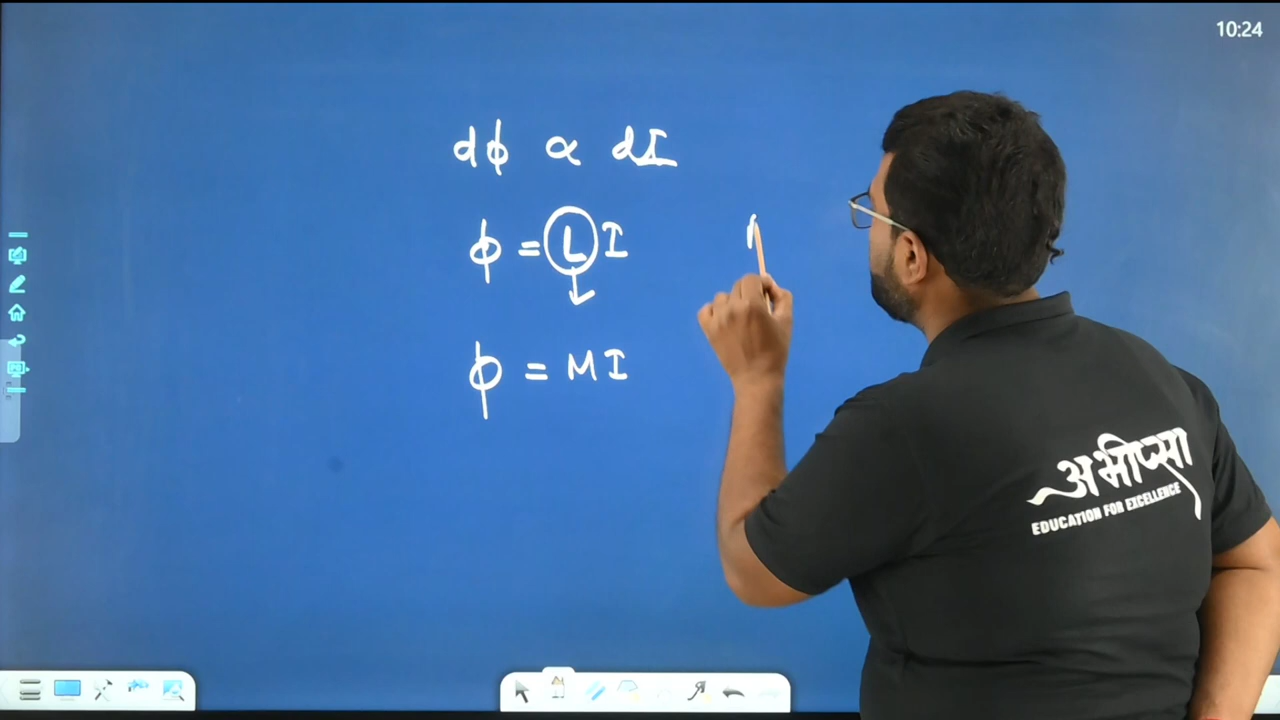 10:24
dϕ ∝ dI
ϕ = L I
ϕ = M I
अभीप्सा
EDUCATION FOR EXCELLENCE